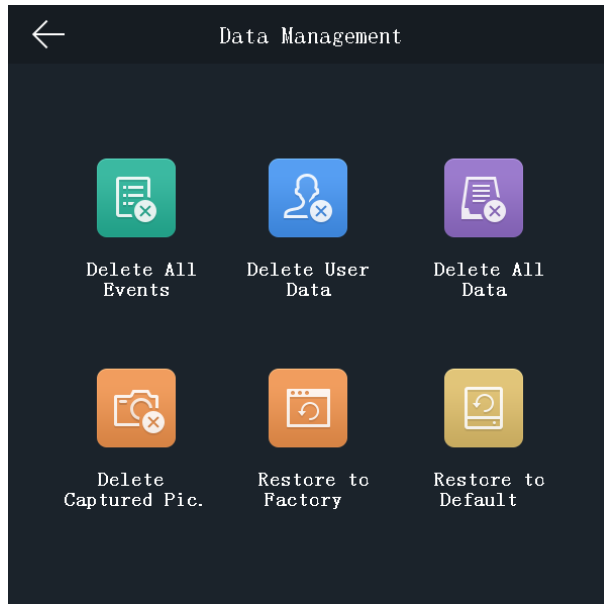 Data Management
Delete All
Events
Delete User
Data
Delete All
Data
Delete
Captured Pic.
Restore to
Factory
Restore to
Default